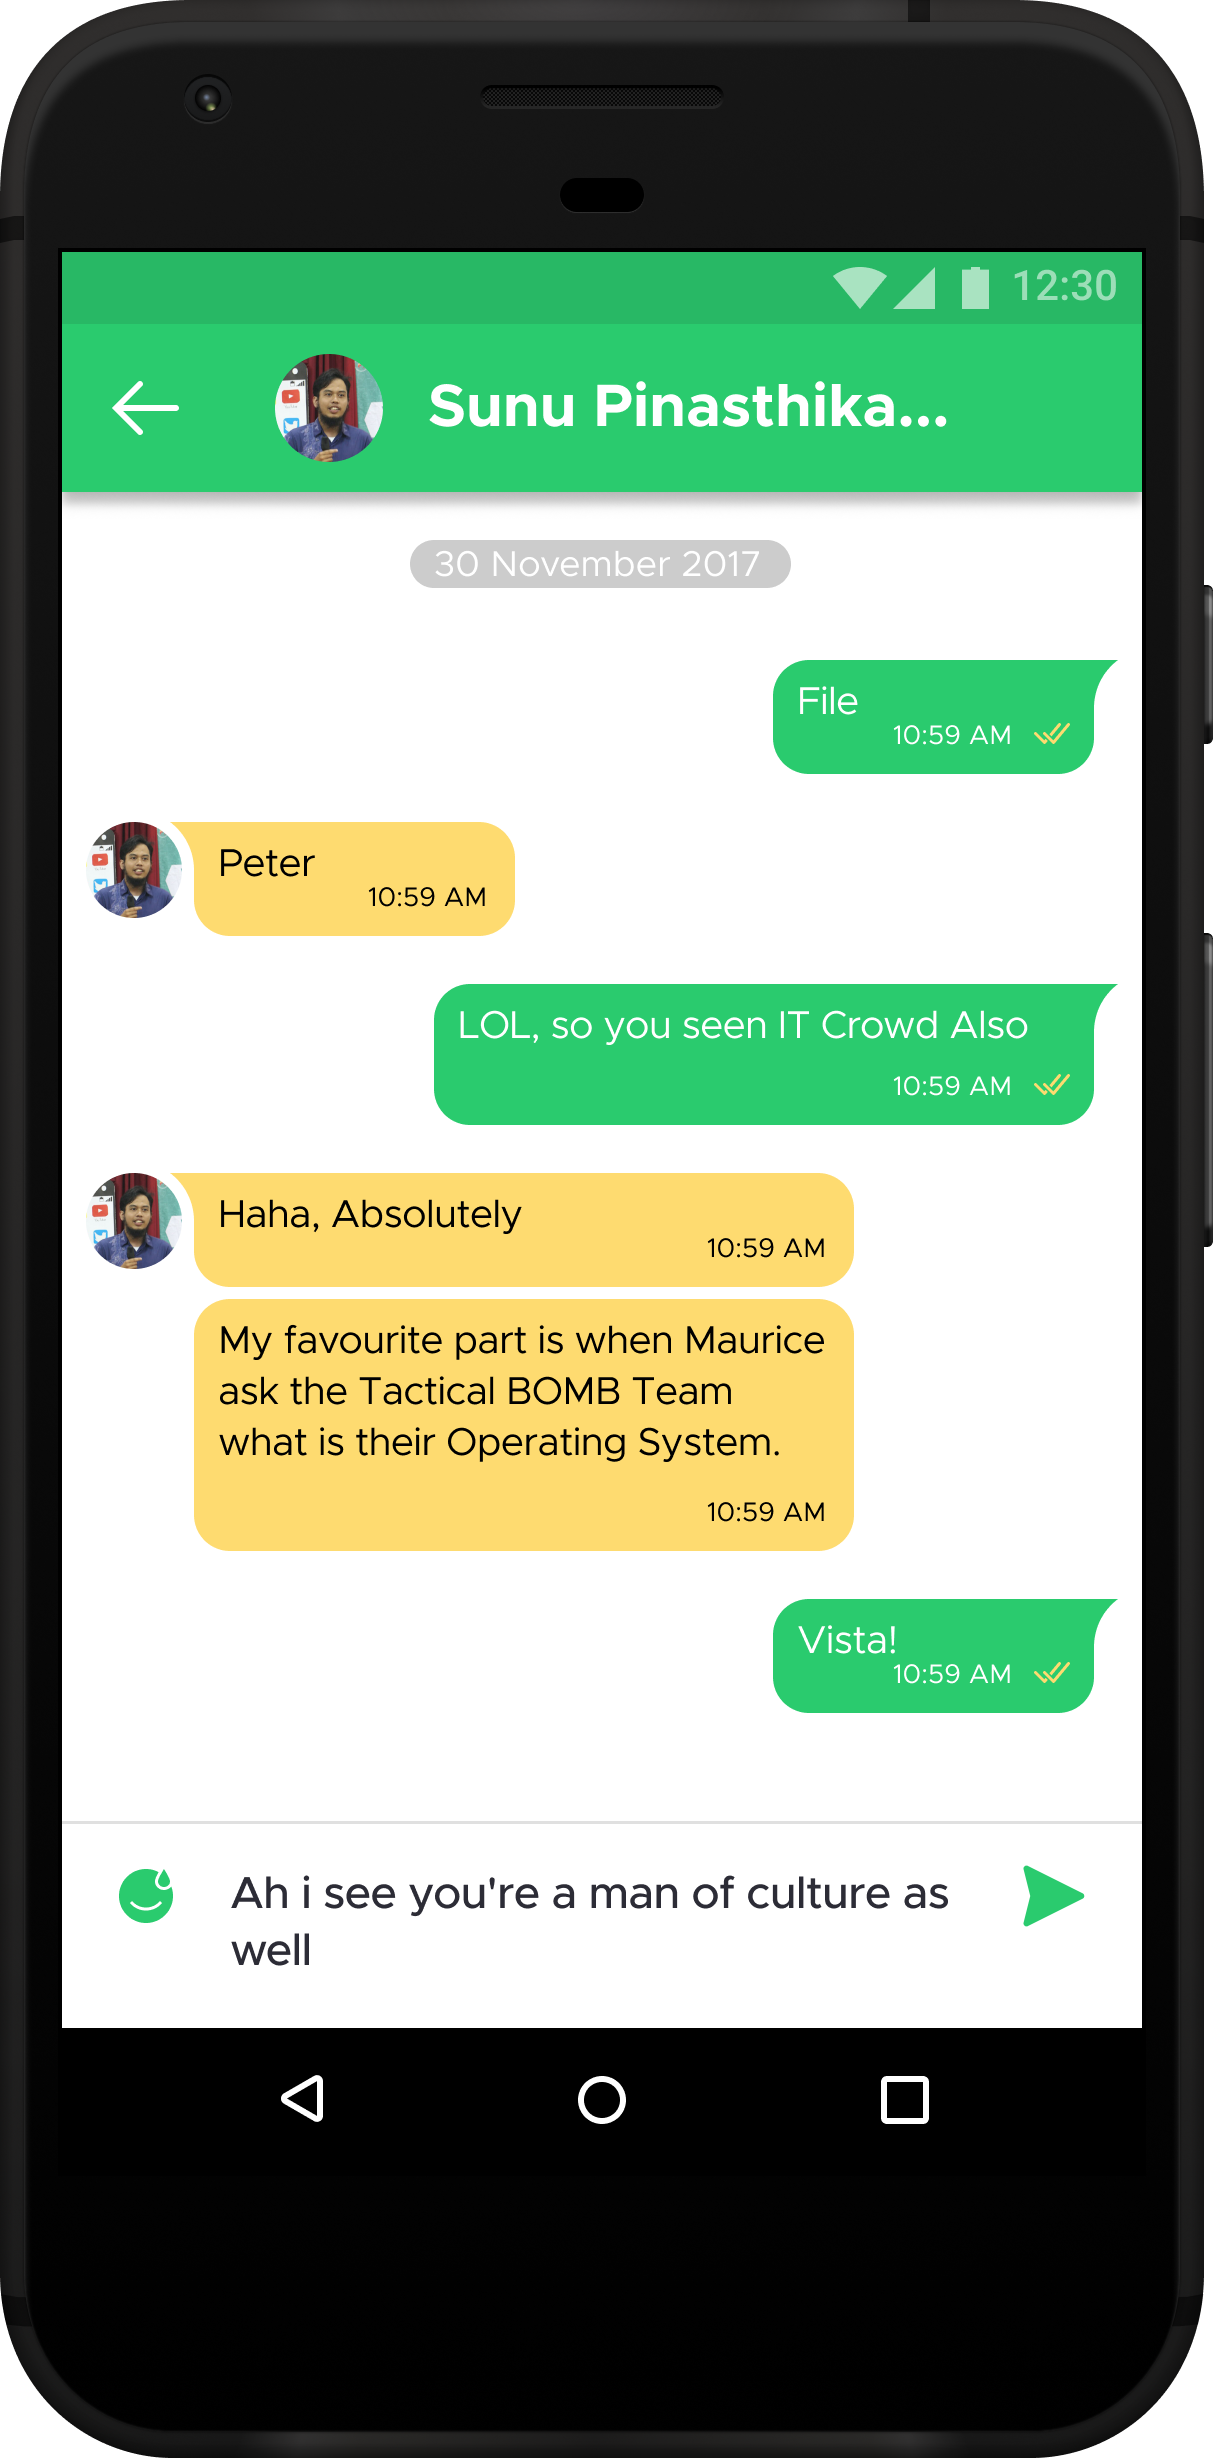 12:30
Sunu Pinasthika...
30 November 2017
File
10:59 AM
Peter
10:59 AM
LOL, so you seen IT Crowd Also
10:59 AM
Haha, Absolutely
10:59 AM
My favourite part is when Maurice
ask the Tactical BOMB Team
what is their Operating System.
10:59 AM
Vista!
10:59 AM
Ah i see you're a man of culture as
well